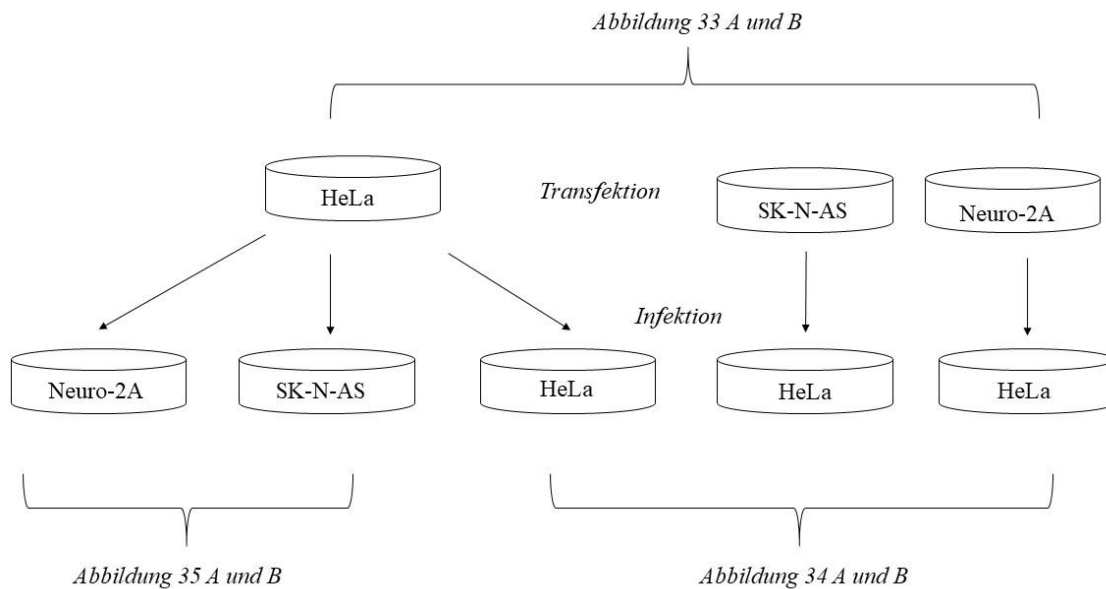 Abbildung 33 A und B
HeLa
Transfektion
SK-N-AS
Neuro-2A
Infektion
Neuro-2A
SK-N-AS
HeLa
HeLa
HeLa
Abbildung 35 A und B
Abbildung 34 A und B